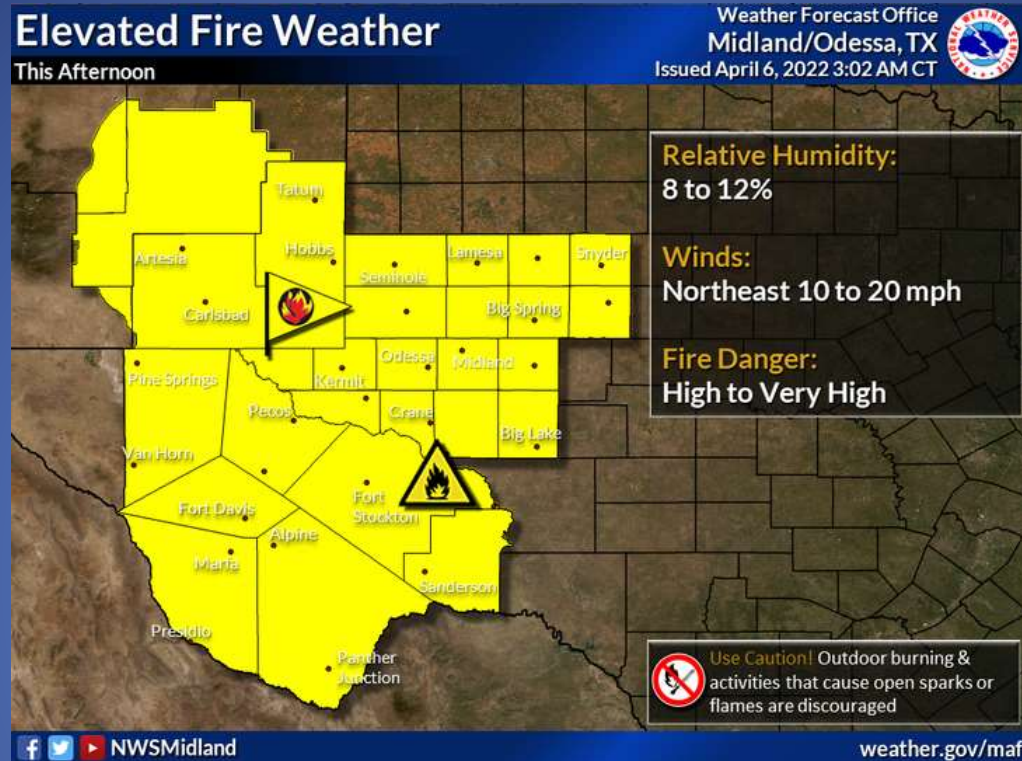 Elevated Fire Weather
This Afternoon
Weather Forecast Office
Midland/Odessa, TX
Issued April 6, 2022 3:02 AM CT
NATIONAL WEATHER SERVICE
Relative Humidity:
8 to 12%
Winds:
Northeast 10 to 20 mph
Fire Danger:
High to Very High
Tatum
Artesia
Hobbs
Seminole
Lamesa
Snyder
Carlsbad
Big Spring
Pine Springs
Kermit
Odessa
Midland
Pecos
Crane
Big Lake
Van Horn
Fort Davis
Fort
Stockton
Alpine
Marfa
Sanderson
Presidio
Panther
Junction
Use Caution! Outdoor burning &
activities that cause open sparks or
flames are discouraged
NWSMidland
weather.gov/maf